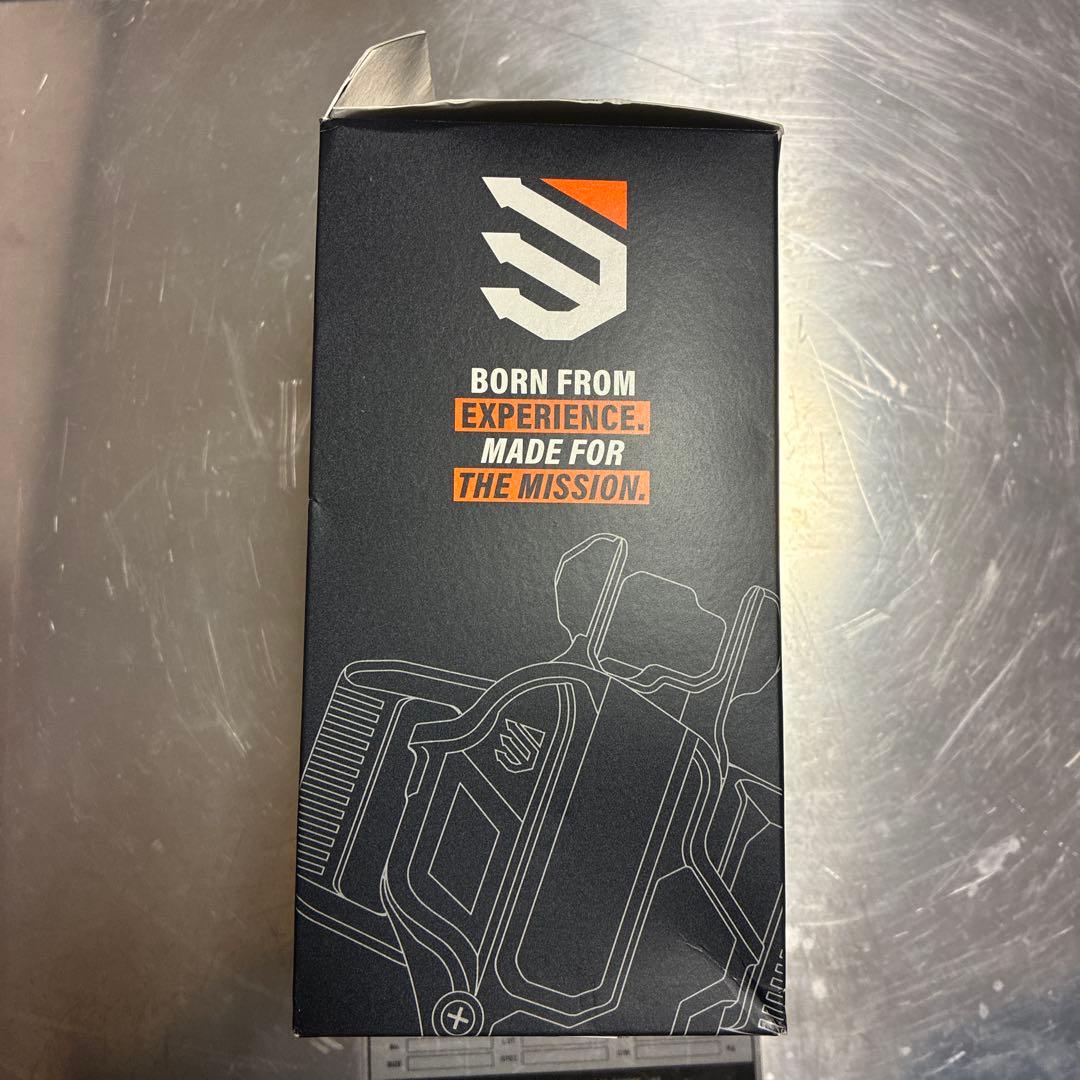 BORN FROM
EXPERIENCE.
MADE FOR
THE MISSION.